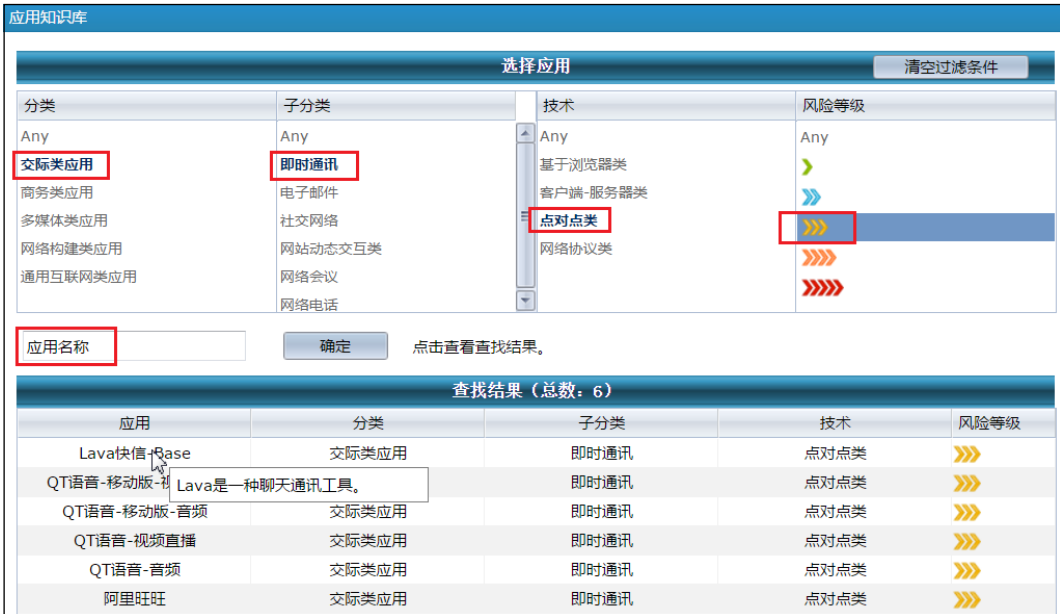 应用知识库
选择应用 清空过滤条件
分类 子分类 技术 风险等级
Any Any Any Any
交际类应用 即时通讯 基于浏览器类
商务类应用 电子邮件 客户端-服务器类
多媒体类应用 社交网络 点对点类
网络构建类应用 网站动态交互类 网络协议类
通用互联网类应用 网络会议
网络电话
应用名称 确定 点击查看查找结果。
查找结果（总数：6）
应用 分类 子分类 技术 风险等级
Lava快信-Base 交际类应用 即时通讯 点对点类
QT语音-移动版- 交际类应用 即时通讯 点对点类
Lava是一种聊天通讯工具。
QT语音-移动版-音频 交际类应用 即时通讯 点对点类
QT语音-视频直播 交际类应用 即时通讯 点对点类
QT语音-音频 交际类应用 即时通讯 点对点类
阿里旺旺 交际类应用 即时通讯 点对点类